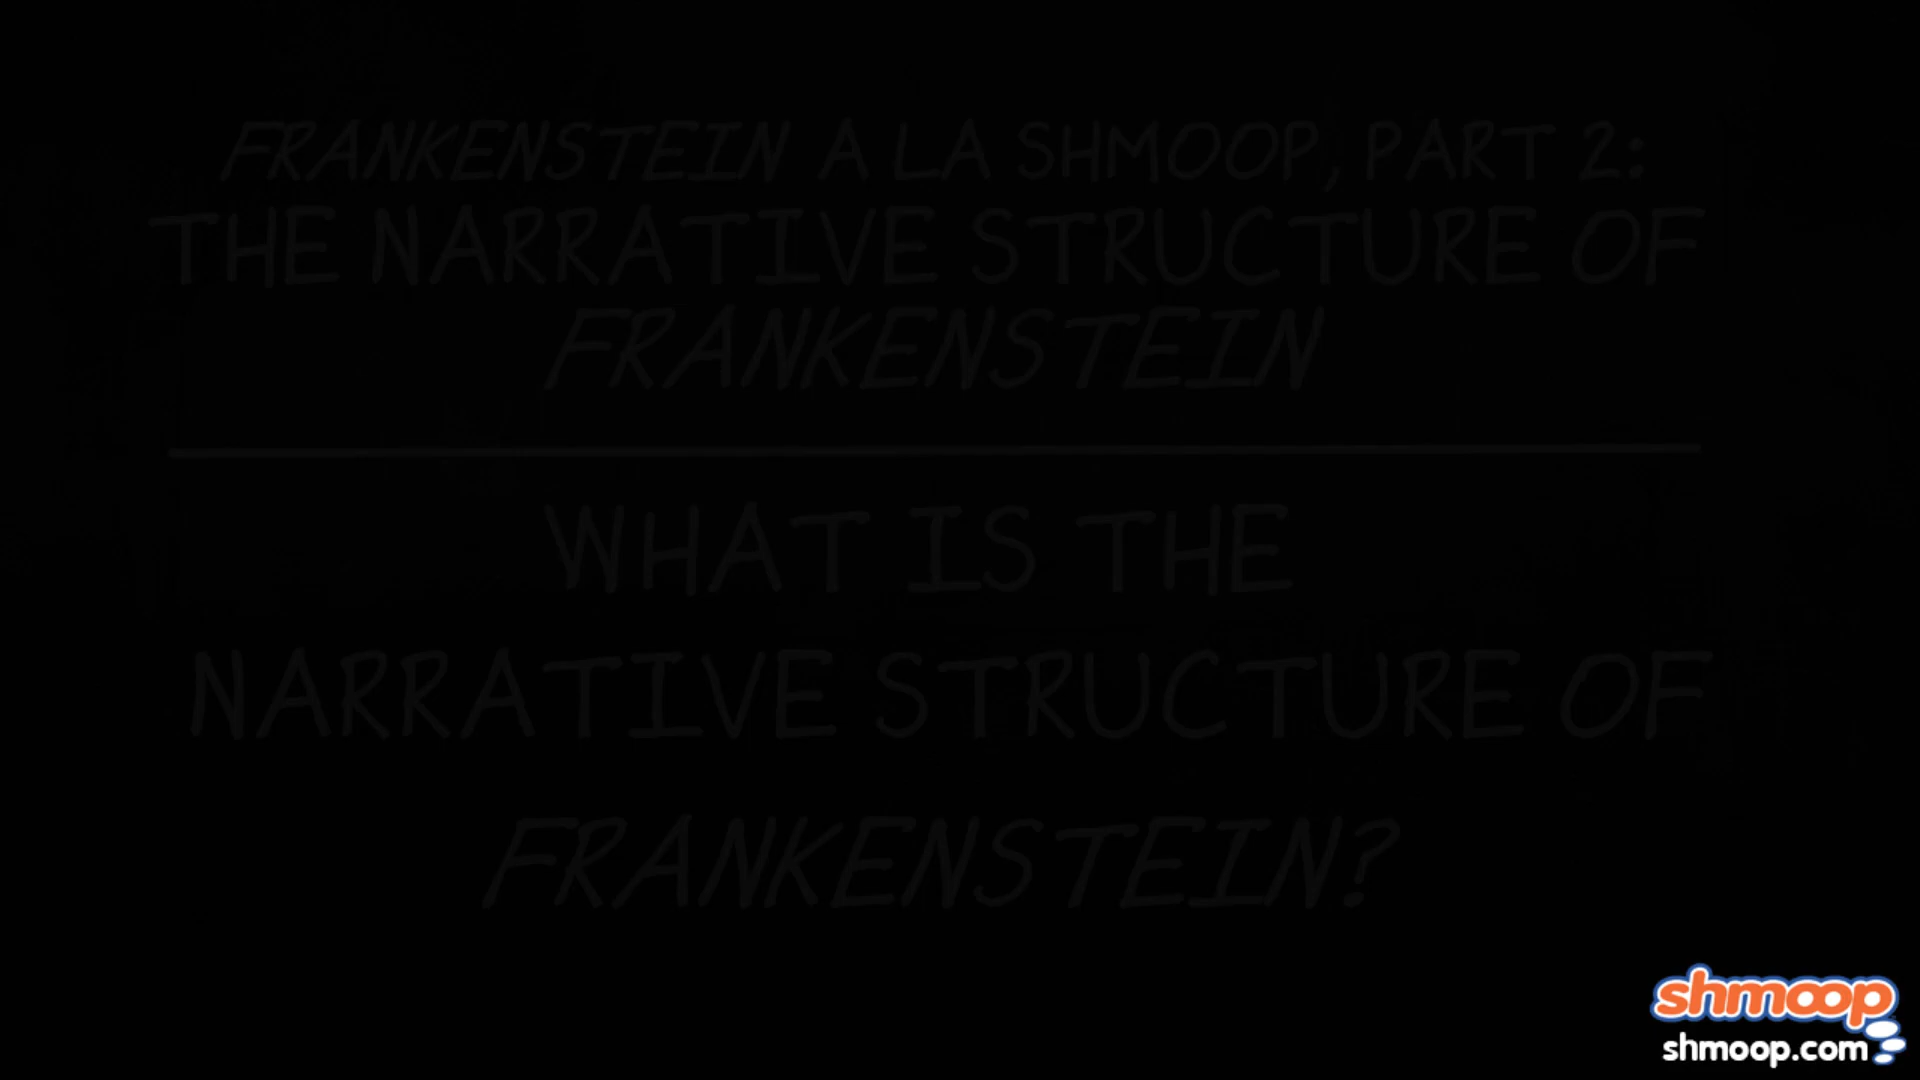 FRANKENSTEIN A LA SHMOOP, PART 2:
THE NARRATIVE STRUCTURE OF
FRANKENSTEIN
WHAT IS THE
NARRATIVE STRUCTURE OF
FRANKENSTEIN?
shmoop
shmoop.com